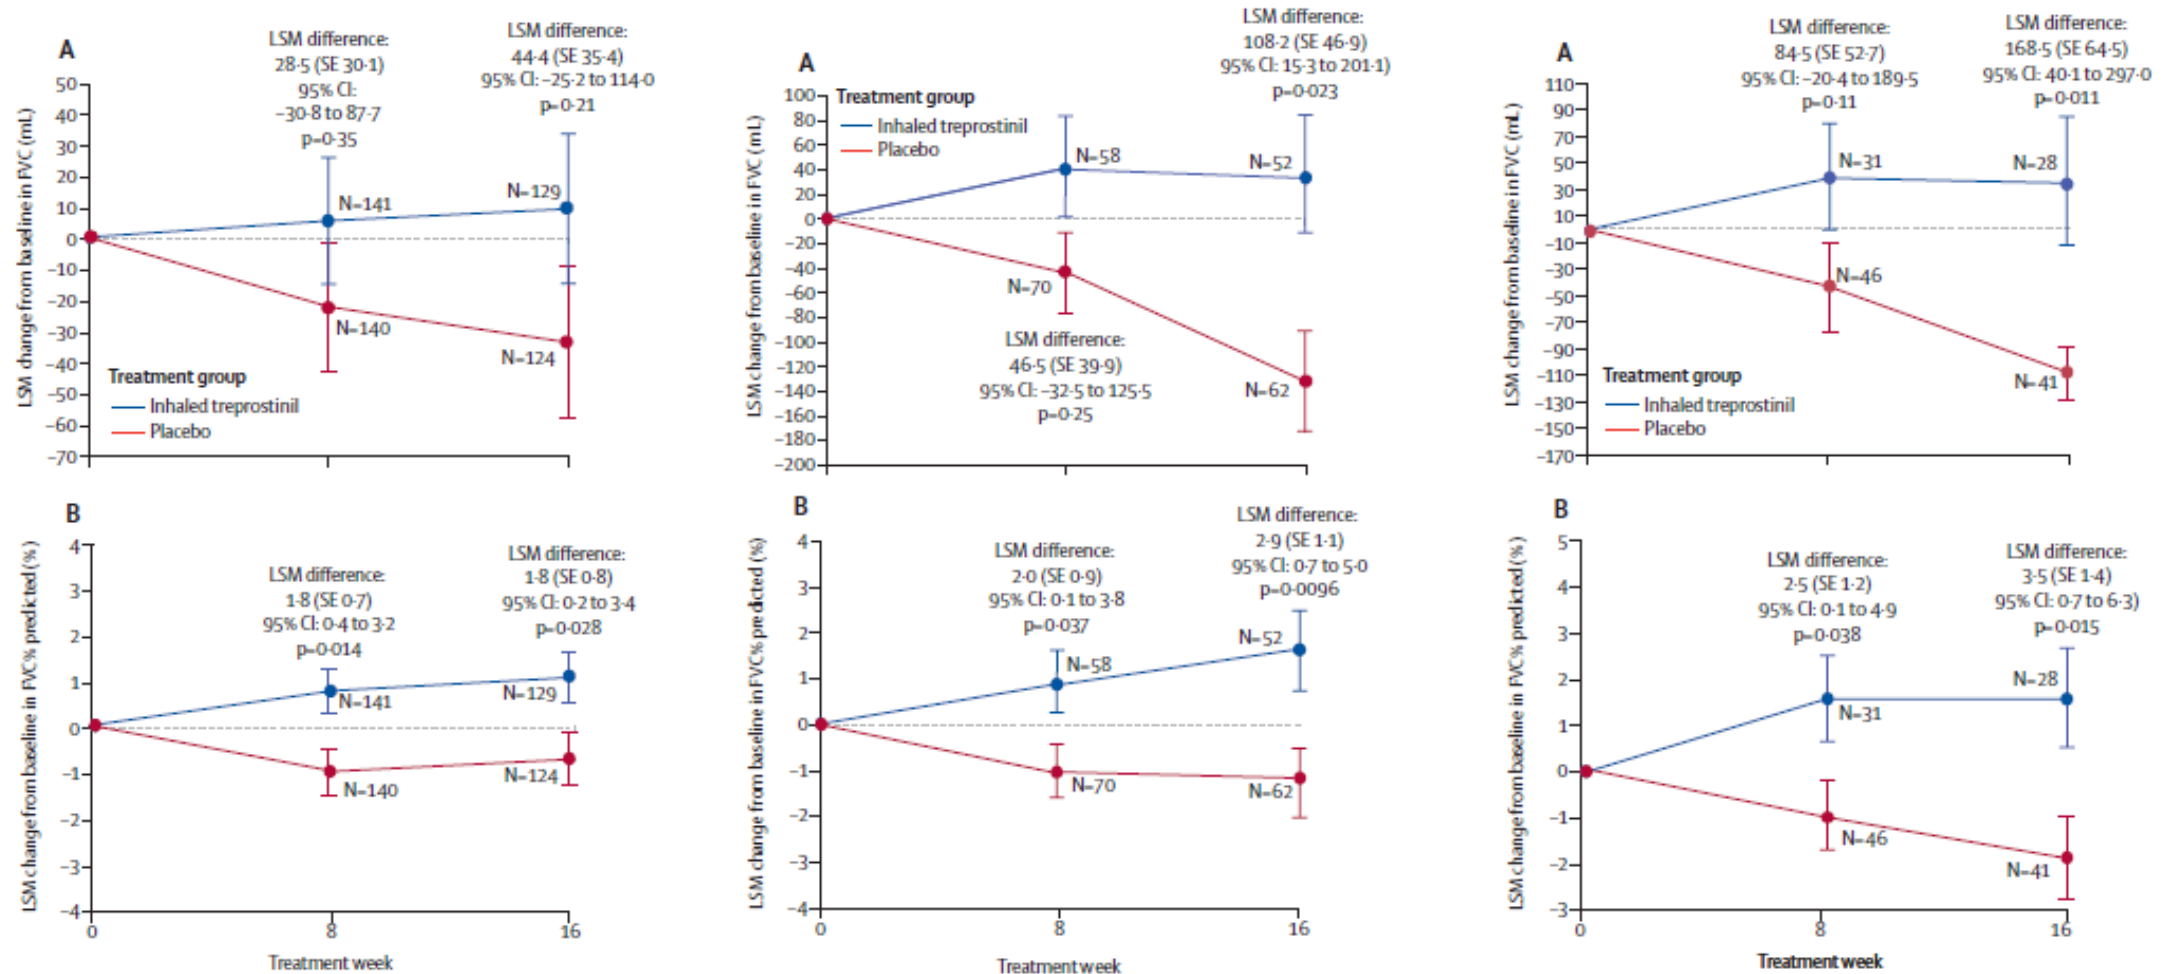 A
LSM difference:
28·5 (SE 30·1)
95% CI:
–30·8 to 87·7
p=0·35
LSM difference:
44·4 (SE 35·4)
95% CI: –25·2 to 114·0
p=0·21
LSM change from baseline in FVC (mL)
50
40
30
20
10
0
–10
–20
–30
–40
–50
–60
–70
N=141
N=129
N=140
N=124
Treatment group
Inhaled treprostinil
Placebo
A
LSM difference:
108·2 (SE 46·9)
95% CI: 15·3 to 201·1)
p=0·023
LSM change from baseline in FVC (mL)
100
80
60
40
20
0
–20
–40
–60
–80
–100
–120
–140
–160
–180
–200
Treatment group
Inhaled treprostinil
Placebo
N=58
N=52
N=70
N=62
LSM difference:
46·5 (SE 39·9)
95% CI: –32·5 to 125·5
p=0·25
A
LSM difference:
84·5 (SE 52·7)
95% CI: –20·4 to 189·5
p=0·11
LSM difference:
168·5 (SE 64·5)
95% CI: 40·1 to 297·0
p=0·011
LSM change from baseline in FVC (mL)
110
90
70
50
30
10
–10
–30
–50
–70
–90
–110
–130
–150
–170
N=31
N=28
N=46
N=41
Treatment group
Inhaled treprostinil
Placebo
B
LSM difference:
1·8 (SE 0·7)
95% CI: 0·4 to 3·2
p=0·014
LSM difference:
1·8 (SE 0·8)
95% CI: 0·2 to 3·4
p=0·028
LSM change from baseline in FVC% predicted (%)
4
3
2
1
0
–1
–2
–3
–4
N=141
N=129
N=140
N=124
0
8
16
Treatment week
B
LSM difference:
2·0 (SE 0·9)
95% CI: 0·1 to 3·8
p=0·037
LSM difference:
2·9 (SE 1·1)
95% CI: 0·7 to 5·0
p=0·0096
LSM change from baseline in FVC% predicted (%)
4
3
2
1
0
–1
–2
–3
–4
N=58
N=52
N=70
N=62
0
8
16
Treatment week
B
LSM difference:
2·5 (SE 1·2)
95% CI: 0·1 to 4·9
p=0·038
LSM difference:
3·5 (SE 1·4)
95% CI: 0·7 to 6·3)
p=0·015
LSM change from baseline in FVC% predicted (%)
5
4
3
2
1
0
–1
–2
–3
N=31
N=28
N=46
N=41
0
8
16
Treatment week